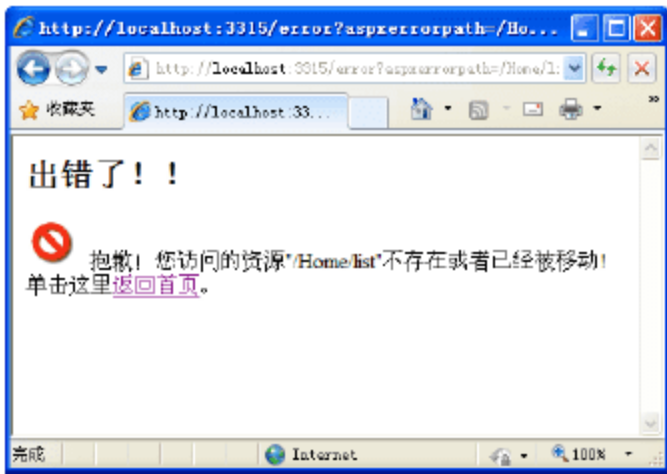 http://localhost:3315/error?aspxerrorpath=/Ho...
http://localhost:3315/error?aspxerrorpath=/Home/l
收藏夹
http://localhost:33...
»
出错了！！
抱歉！您访问的资源"/Home/list"不存在或者已经被移动！
单击这里返回首页。
完成
Internet
100%